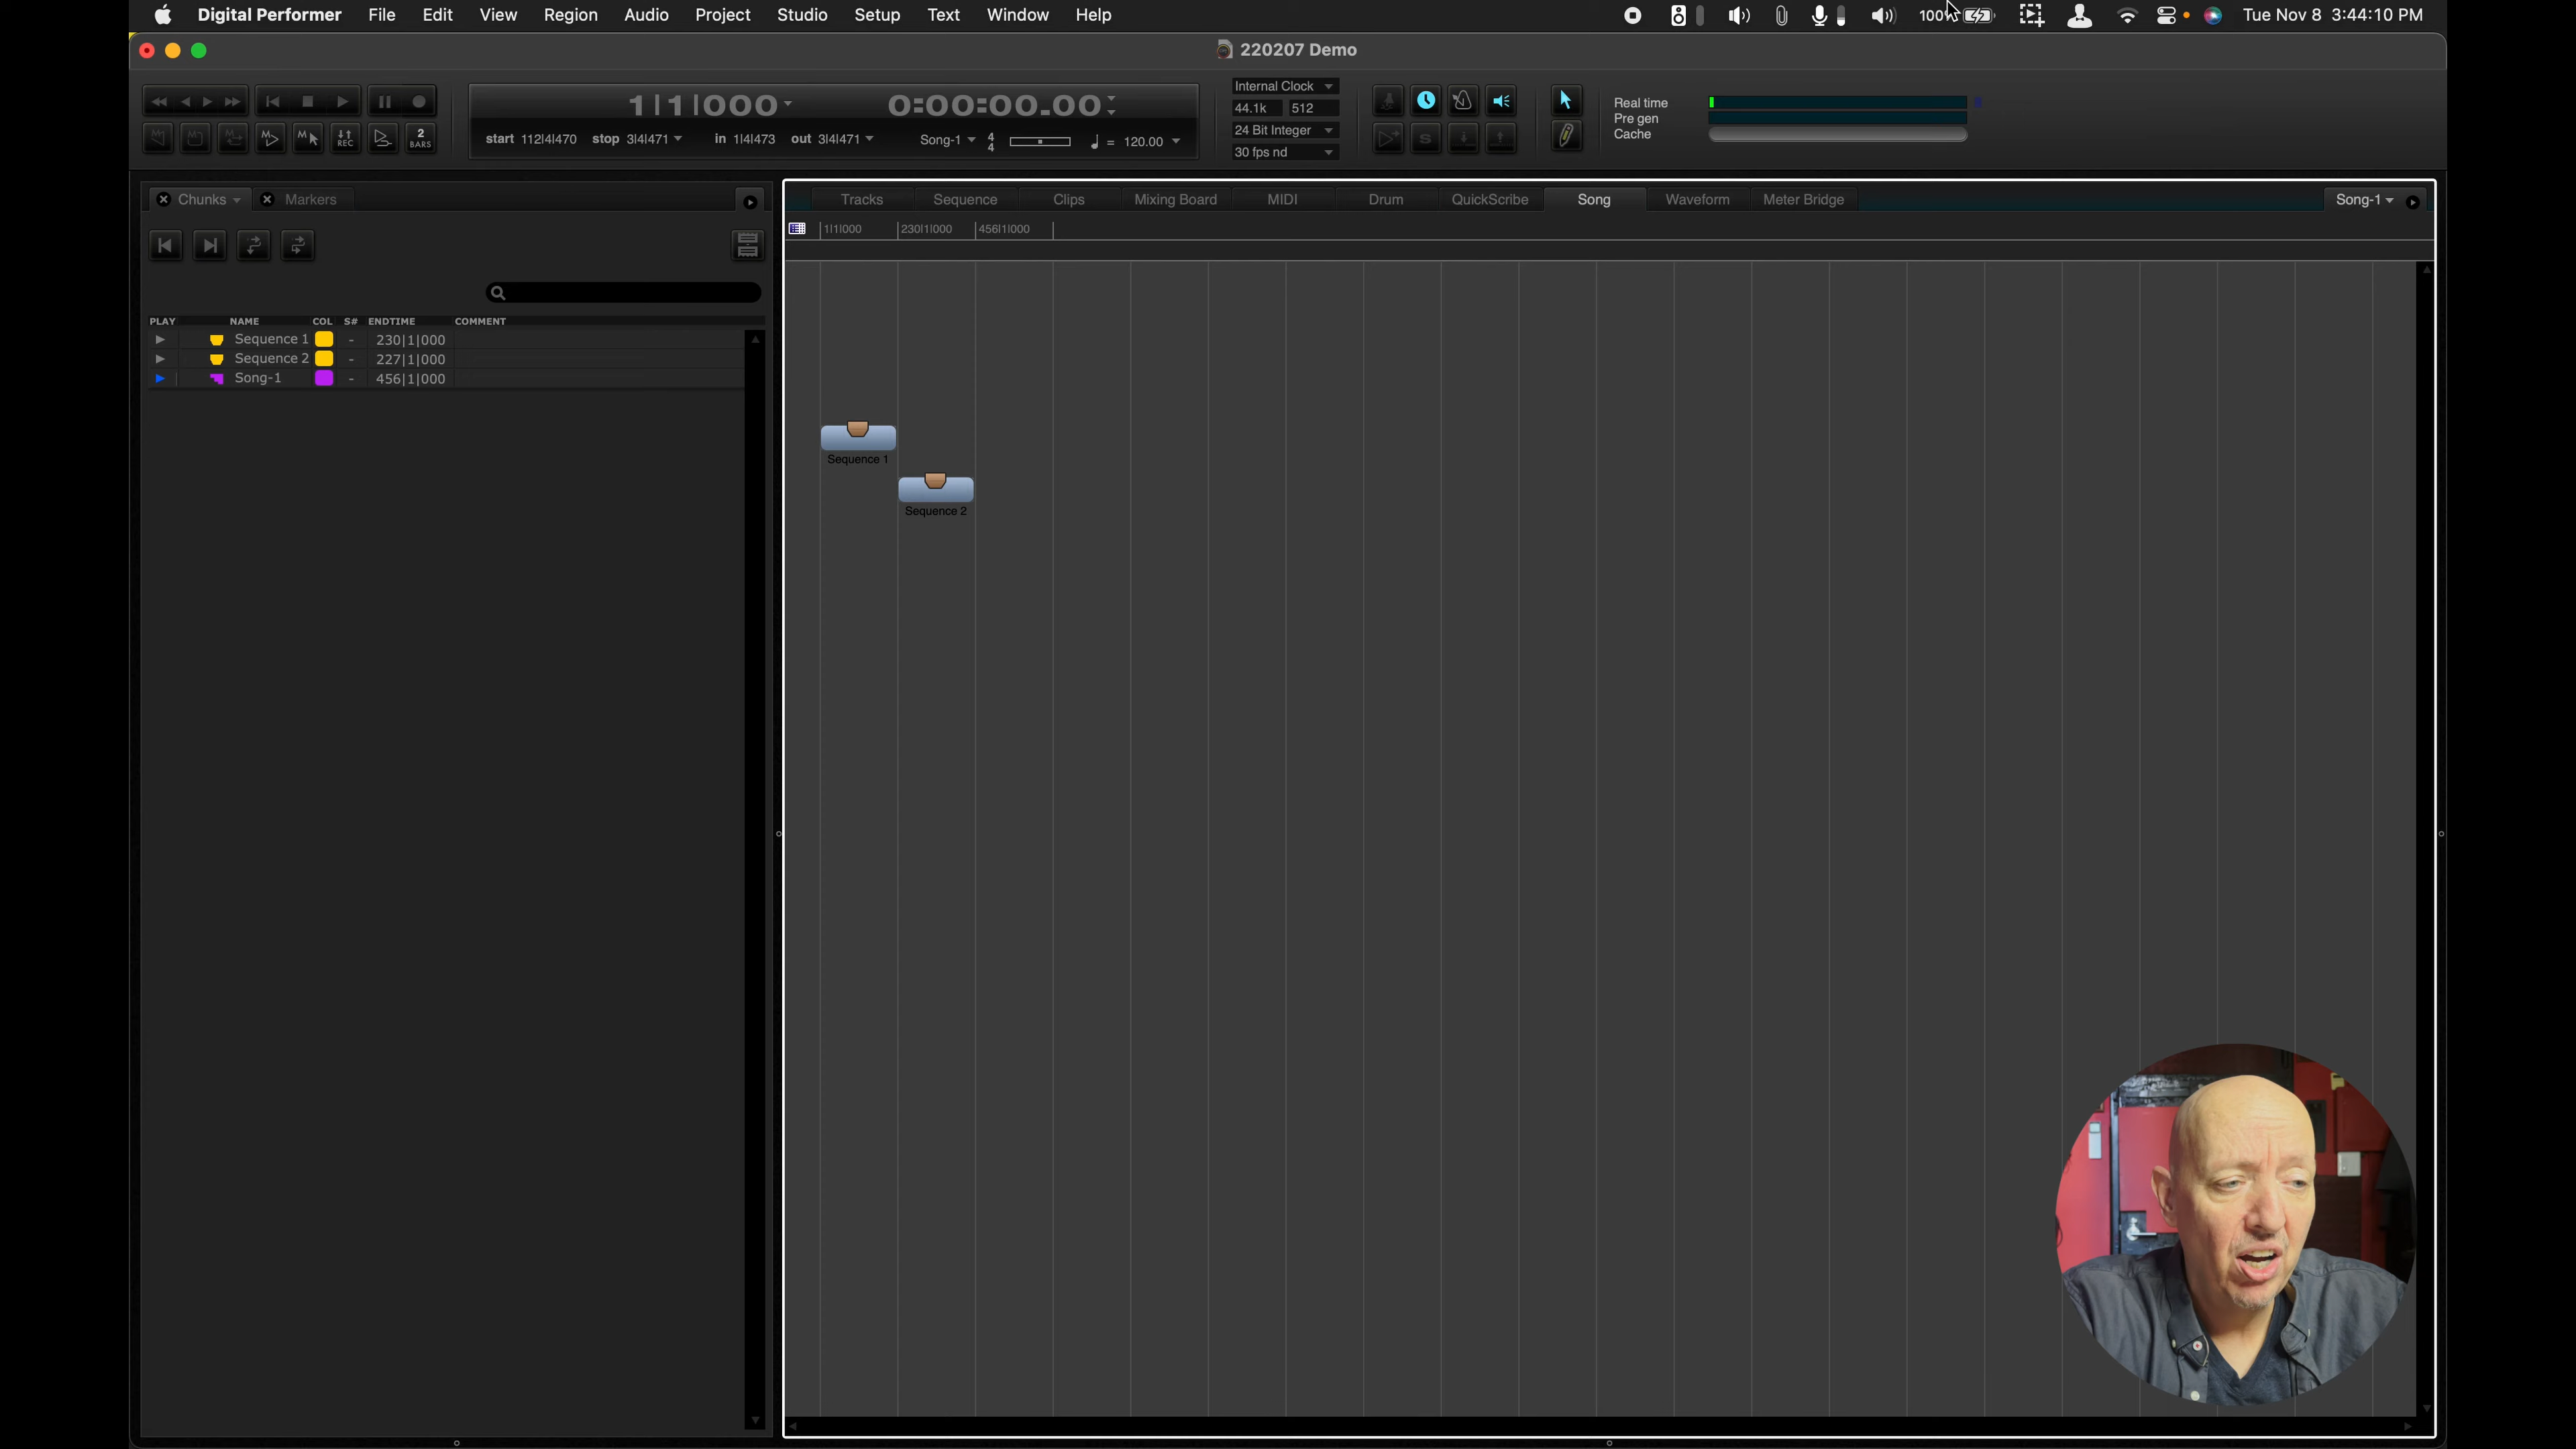 Digital Performer File Edit View Region Audio Project Studio Setup Text Window Help 100% Tue Nov 8 3:44:10 PM
220207 Demo
1|1|000 0:00:00:00.00
start 112|4|470 stop 3|4|471 in 1|4|473 out 3|4|471 Song-1 4 4 = 120.00
M M M M M REC 2 BARS
Internal Clock
44.1k 512
24 Bit Integer
30 fps nd
S
Real time
Pre gen
Cache
Chunks Markers
Tracks Sequence Clips Mixing Board MIDI Drum QuickScribe Song Waveform Meter Bridge Song-1
1|1|000 230|1|000 456|1|000
PLAY NAME COL S# ENDTIME COMMENT
Sequence 1 - 230|1|000
Sequence 2 - 227|1|000
Song-1 - 456|1|000
Sequence 1
Sequence 2